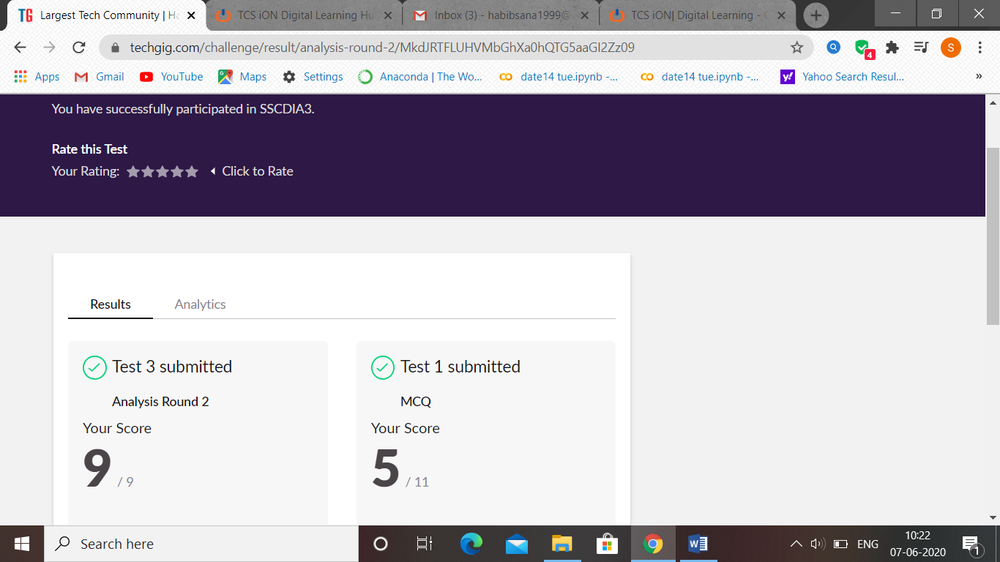 TG Largest Tech Community | Ha
TCS iON Digital Learning Hu
Inbox (3) - habibsana1999@
TCS iON| Digital Learning - C
techgig.com/challenge/result/analysis-round-2/MkdJRTFLUHVMbGhXa0hQTG5aaGl2Zz09
4
S
Apps
Gmail
YouTube
Maps
Settings
Anaconda | The Wo...
date14 tue.ipynb -...
date14 tue.ipynb -...
y! Yahoo Search Resul...
»
You have successfully participated in SSCDIA3.
Rate this Test
Your Rating:
Click to Rate
Results
Analytics
Test 3 submitted
Analysis Round 2
Your Score
9 / 9
Test 1 submitted
MCQ
Your Score
5 / 11
Search here
W
ENG
10:22
07-06-2020
1